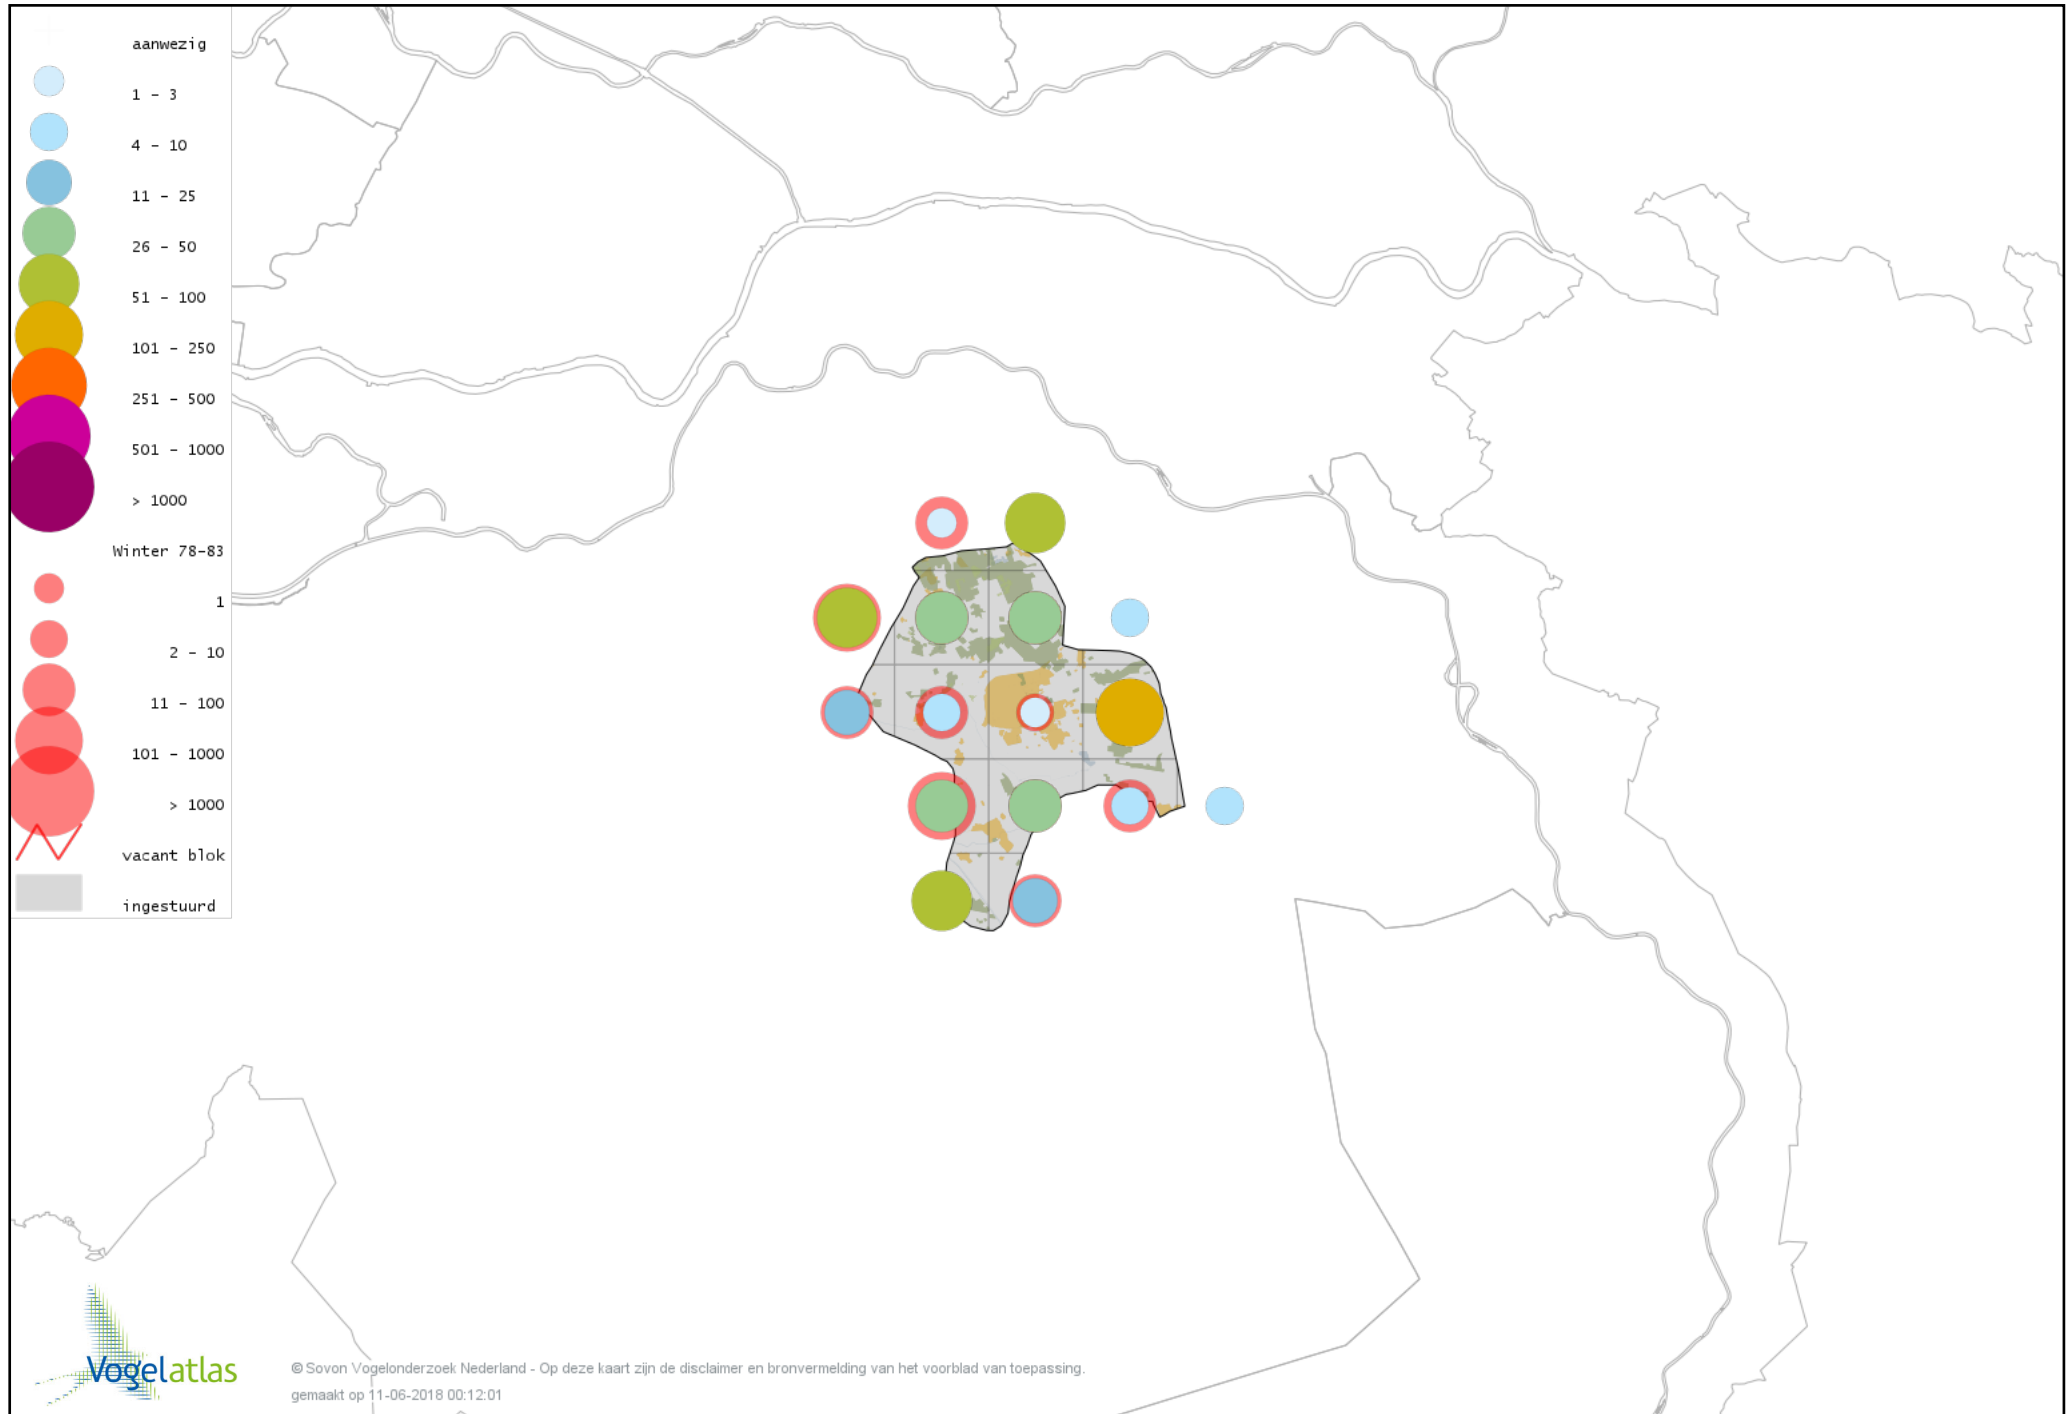 aanwezig
1 - 3
4 - 10
11 - 25
26 - 50
51 - 100
101 - 250
251 - 500
501 - 1000
> 1000
Winter 78-83
1
2 - 10
11 - 100
101 - 1000
> 1000
vacant blok
ingestuurd
Vogelatlas
© Sovon Vogelonderzoek Nederland - Op deze kaart zijn de disclaimer en bronvermelding van het voorblad van toepassing.
gemaakt op 11-06-2018 00:12:01